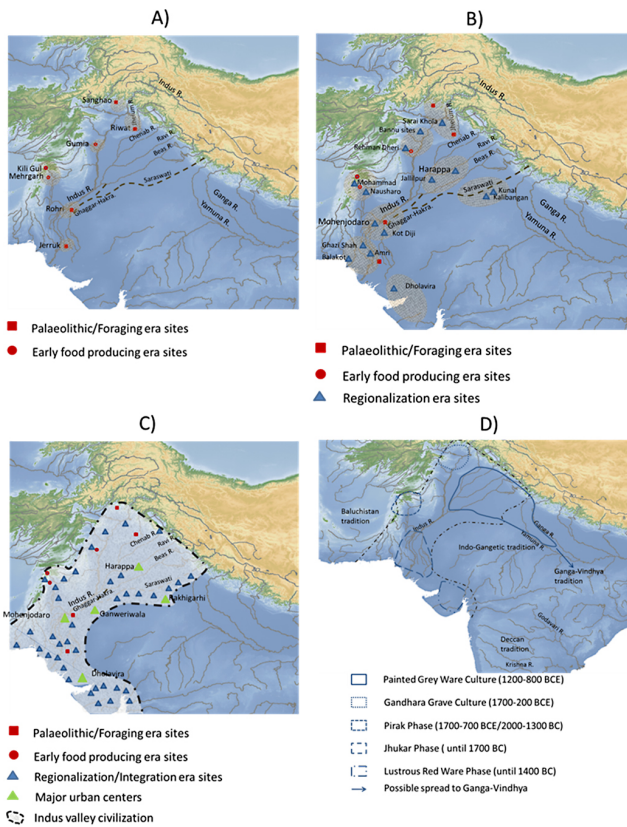 A)
Indus R.
Sanghao
Jhelum R.
Riwat
Chenab R.
Ravi R.
Gumla
Beas R.
Kili Gul
Mehrgarh
Indus R.
Saraswati
Rohri
Ghaggar-Hakra.
Ganga R.
Yamuna R.
Jerruk
Palaeolithic/Foraging era sites
Early food producing era sites
B)
Indus R.
Sarai Khola
Jhelum R.
Bannu sites
Chenab R.
Rehman Dheri
Ravi R.
Beas R.
Harappa
Jalilpur
Mohammad
Nausharo
Saraswati
Kunal
Kalibangan
Indus R.
Ghaggar-Hakra.
Ganga R.
Yamuna R.
Mohenjodaro
Kot Diji
Ghazi Shah
Amri
Balakot
Dholavira
Palaeolithic/Foraging era sites
Early food producing era sites
Regionalization era sites
C)
Chenab R.
Ravi R.
Beas R.
Harappa
Saraswati
Indus R.
Ghaggar-Hakra.
Rakhigarhi
Mohenjodaro
Ganweriwala
Dholavira
Palaeolithic/Foraging era sites
Early food producing era sites
Regionalization/Integration era sites
Major urban centers
Indus valley civilization
D)
Baluchistan
tradition
Indus R.
Ganga R.
Yamuna R.
Indo-Gangetic tradition
Ganga-Vindhya
tradition
Godavari R.
Deccan
tradition
Krishna R.
Painted Grey Ware Culture (1200-800 BCE)
Gandhara Grave Culture (1700-200 BCE)
Pirak Phase (1700-700 BCE/2000-1300 BC)
Jhukar Phase ( until 1700 BC)
Lustrous Red Ware Phase (until 1400 BC)
Possible spread to Ganga-Vindhya